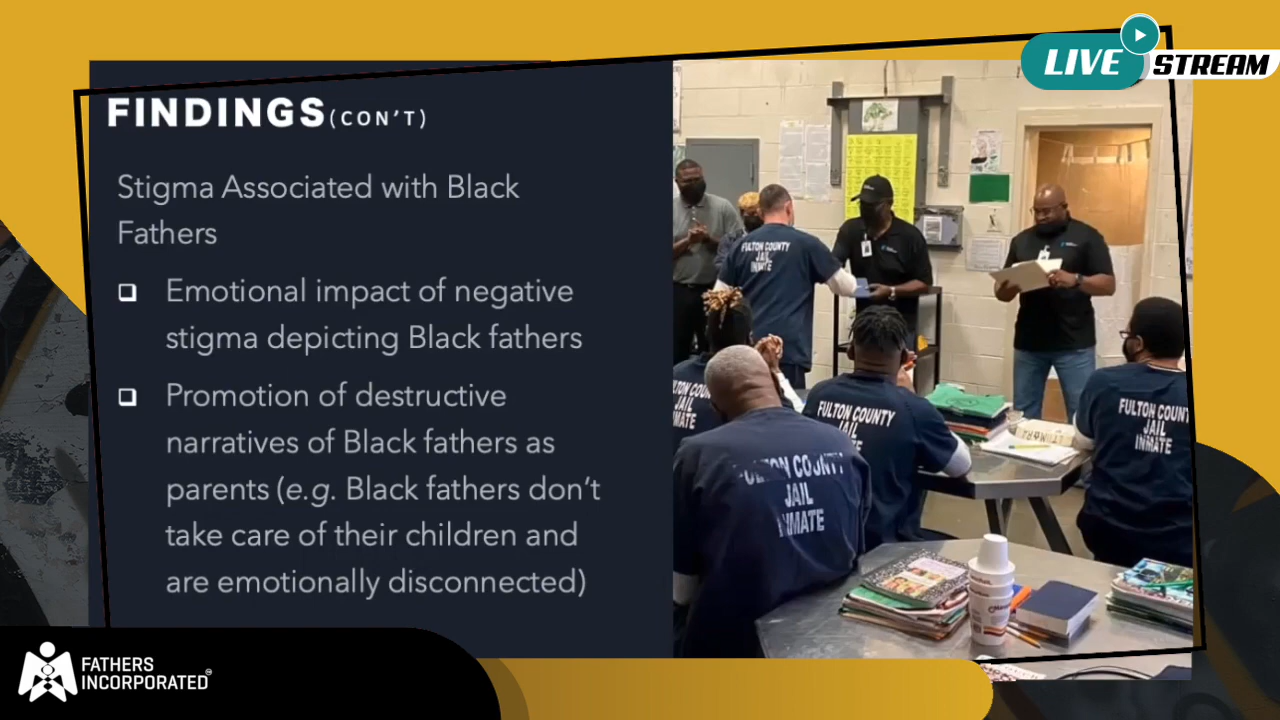 LIVE
STREAM
FINDINGS(CON'T)
Stigma Associated with Black
Fathers
❑ Emotional impact of negative
stigma depicting Black fathers
❑ Promotion of destructive
narratives of Black fathers as
parents (e.g. Black fathers don't
take care of their children and
are emotionally disconnected)
FULTON COUNTY
JAIL
INMATE
JAIL
FULTON COUNTY
JAIL
FULTON COUNTY
JAIL
INMATE
FULTON COUNTY
JAIL
INMATE
FATHERS
INCORPORATED